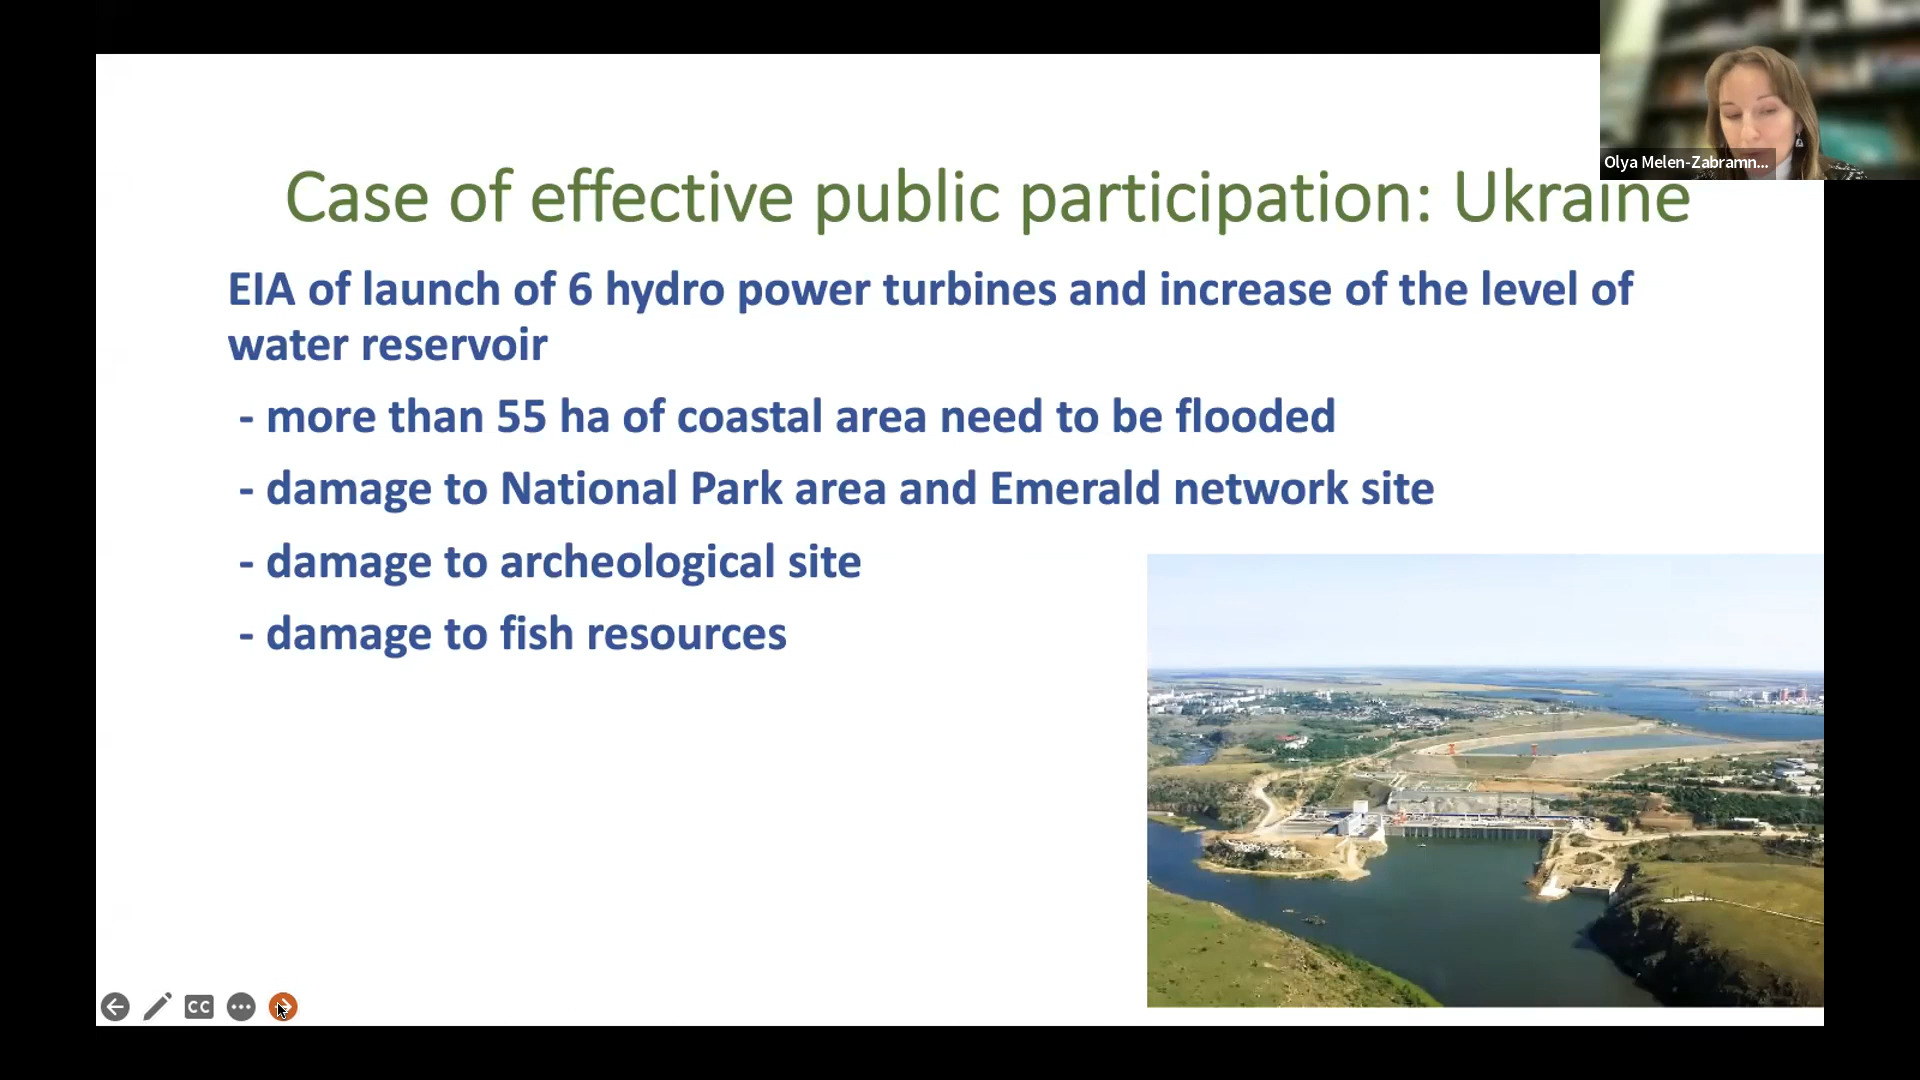 Olya Melen-Zabramn...
Case of effective public participation: Ukraine
EIA of launch of 6 hydro power turbines and increase of the level of
water reservoir
- more than 55 ha of coastal area need to be flooded
- damage to National Park area and Emerald network site
- damage to archeological site
- damage to fish resources
CC